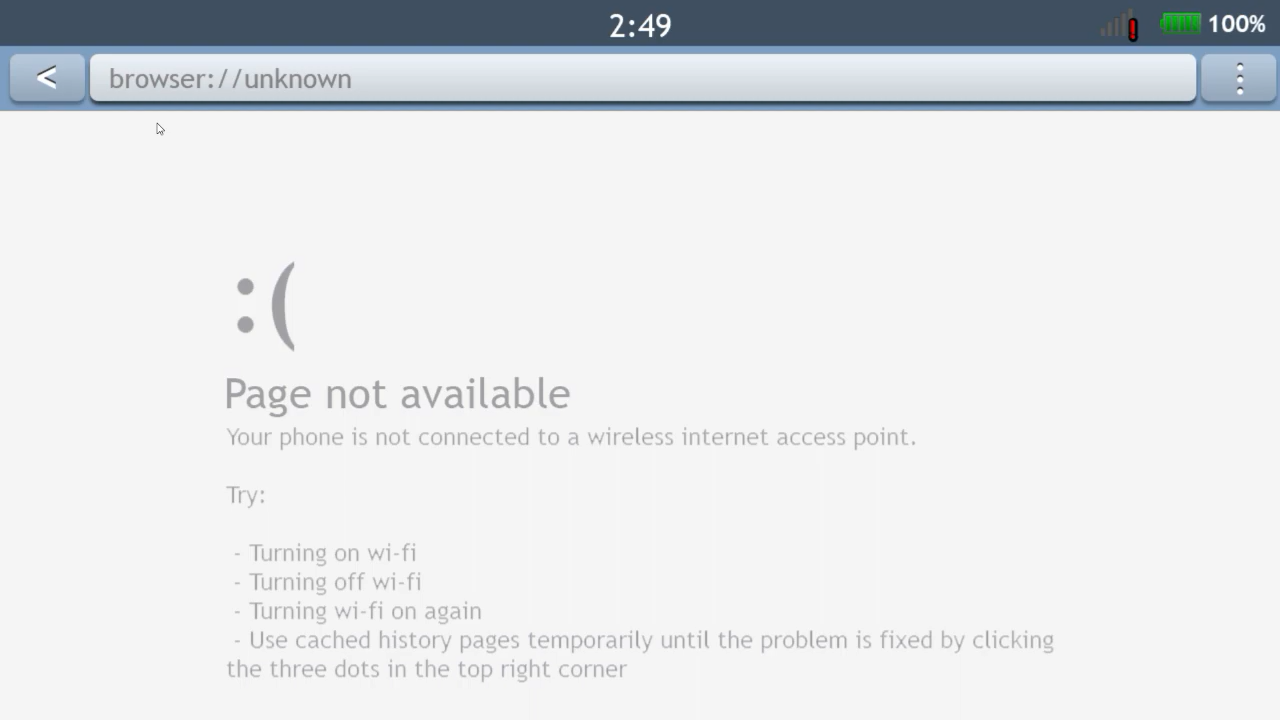 2:49
100%
<
browser://unknown
:(
Page not available
Your phone is not connected to a wireless internet access point.
Try:
- Turning on wi-fi
- Turning off wi-fi
- Turning wi-fi on again
- Use cached history pages temporarily until the problem is fixed by clicking
the three dots in the top right corner